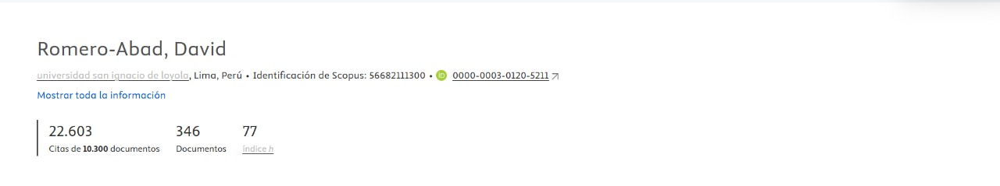 Romero-Abad, David
universidad san ignacio de loyola, Lima, Perú • Identificación de Scopus: 56682111300 • iD 0000-0003-0120-5211
Mostrar toda la información
22.603 346 77
Citas de 10.300 documentos Documentos índice h